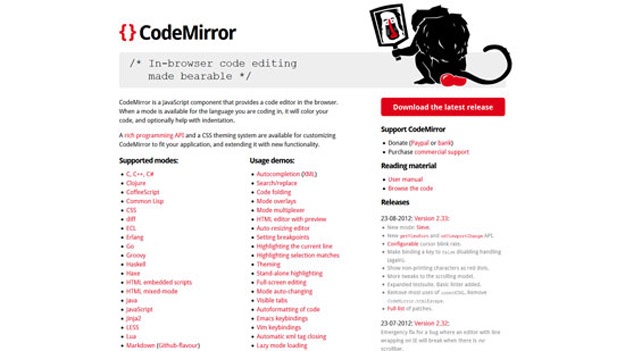 {} CodeMirror
/* In-browser code editing
made bearable */
CodeMirror is a JavaScript component that provides a code editor in the browser.
When a mode is available for the language you are coding in, it will color your
code, and optionally help with indentation.
A rich programming API and a CSS theming system are available for customizing
CodeMirror to fit your application, and extending it with new functionality.
Supported modes:
C, C++, C#
Clojure
CoffeeScript
Common Lisp
CSS
diff
ECL
Erlang
Go
Groovy
Haskell
Haxe
HTML embedded scripts
HTML mixed-mode
Java
JavaScript
Jinja2
LESS
Lua
Markdown (Github-flavour)
Usage demos:
Autocompletion (XML)
Search/replace
Code folding
Mode overlays
Mode multiplexer
HTML editor with preview
Auto-resizing editor
Setting breakpoints
Highlighting the current line
Highlighting selection matches
Theming
Stand alone highlighting
Full-screen editing
Mode auto-changing
Visible tabs
Autoformatting of code
Emacs keybindings
Vim keybindings
Automatic xml tag closing
Lazy mode loading
Download the latest release
Support CodeMirror
Donate (Paypal or bank)
Purchase commercial support
Reading material
User manual
Browse the code
Releases
23-08-2012: Version 2.33:
New mode: Sieve.
New getViewPort and onViewportChange API.
Configurable cursor blink rate.
Make binding a key to false disabling handling
(again).
Show non-printing characters as red dots.
More tweaks to the scrolling model.
Expanded testsuite. Basic linter added.
Remove most uses of innerHTML. Remove
CodeMirror.htmlEscape.
Full list of patches.
23-07-2012: Version 2.32:
Emergency fix for a bug where an editor with line
wrapping on IE will break when there is no
scrollbar.